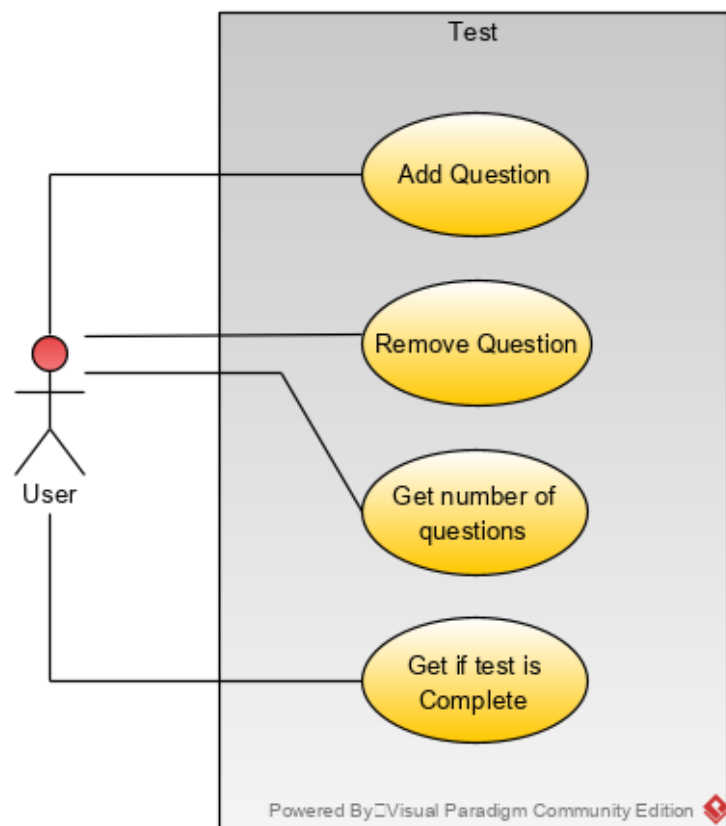 Test
Add Question
Remove Question
User
Get number of
questions
Get if test is
Complete
Powered By□Visual Paradigm Community Edition